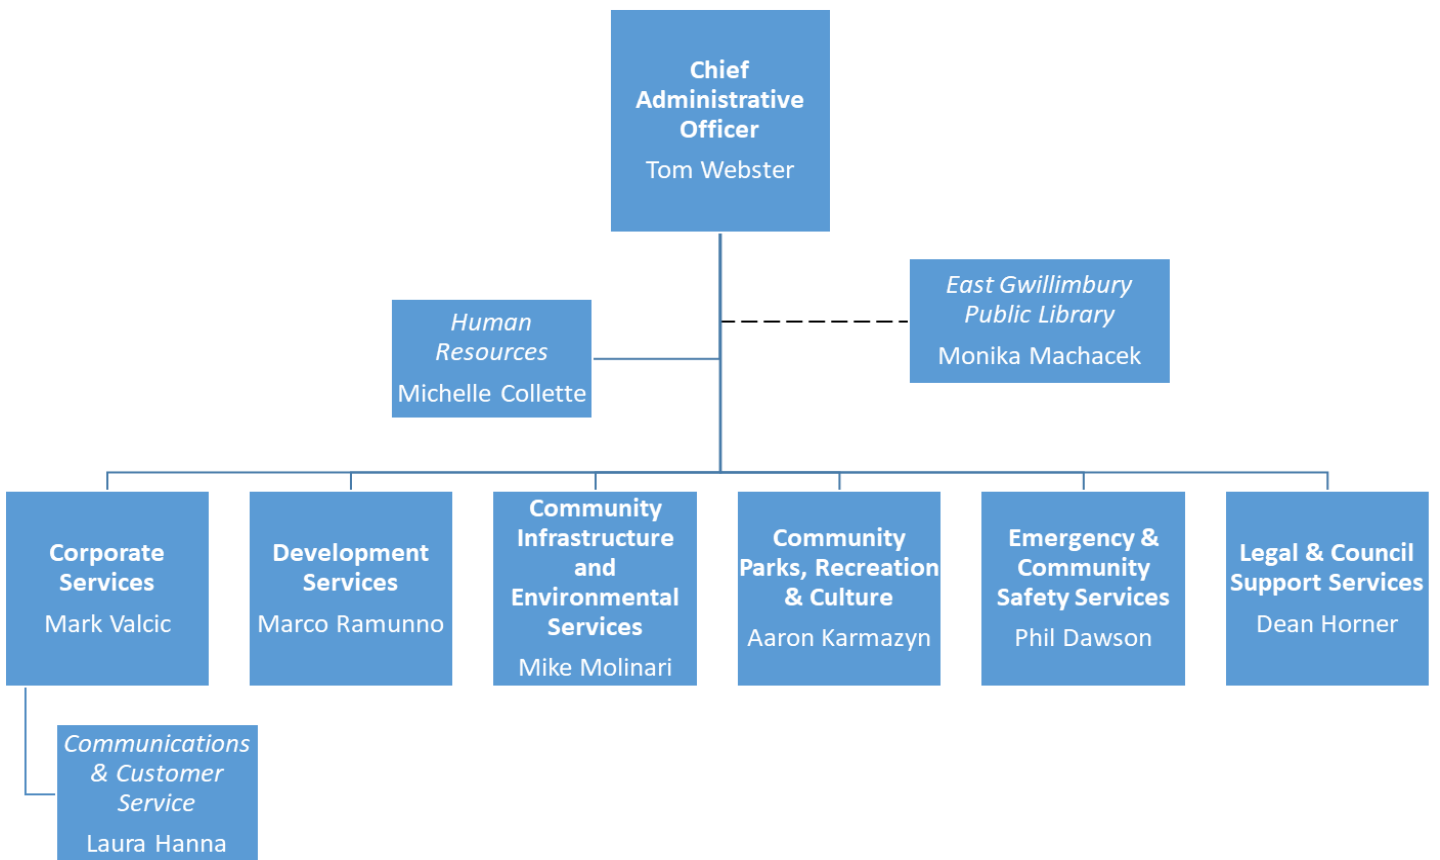 Chief
Administrative
Officer
Tom Webster
East Gwillimbury
Public Library
Monika Machacek
Human
Resources
Michelle Collette
Corporate
Services
Mark Valcic
Development
Services
Marco Ramunno
Community
Infrastructure
and
Environmental
Services
Mike Molinari
Community
Parks, Recreation
& Culture
Aaron Karmazyn
Emergency &
Community
Safety Services
Phil Dawson
Legal & Council
Support Services
Dean Horner
Communications
& Customer
Service
Laura Hanna